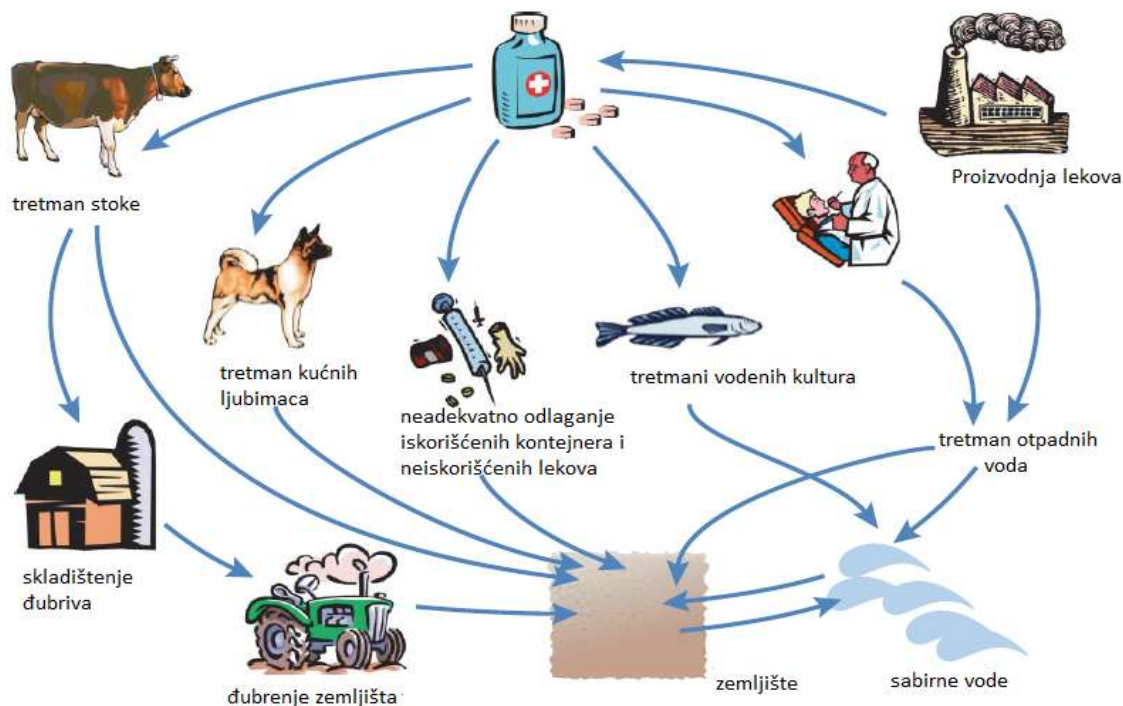 Proizvodnja lekova
tretman stoke
tretman kućnih
ljubimaca
tretmani vodenih kultura
neadekvatno odlaganje
iskorišćenih kontejnera i
neiskorišćenih lekova
tretman otpadnih
voda
skladištenje
đubriva
zemljište
sabirne vode
đubrenje zemljišta